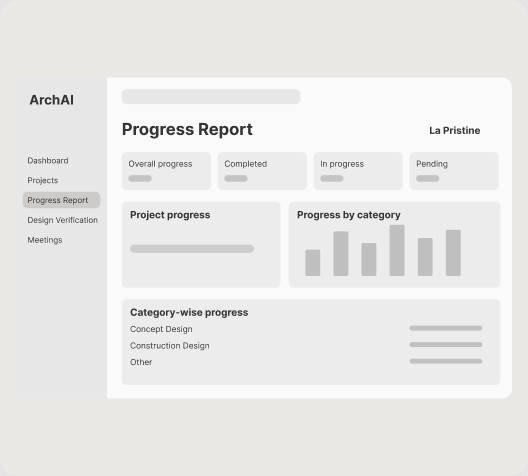 ArchAI
Dashboard
Projects
Progress Report
Design Verification
Meetings
Progress Report
La Pristine
Overall progress
Completed
In progress
Pending
Project progress
Progress by category
Category-wise progress
Concept Design
Construction Design
Other